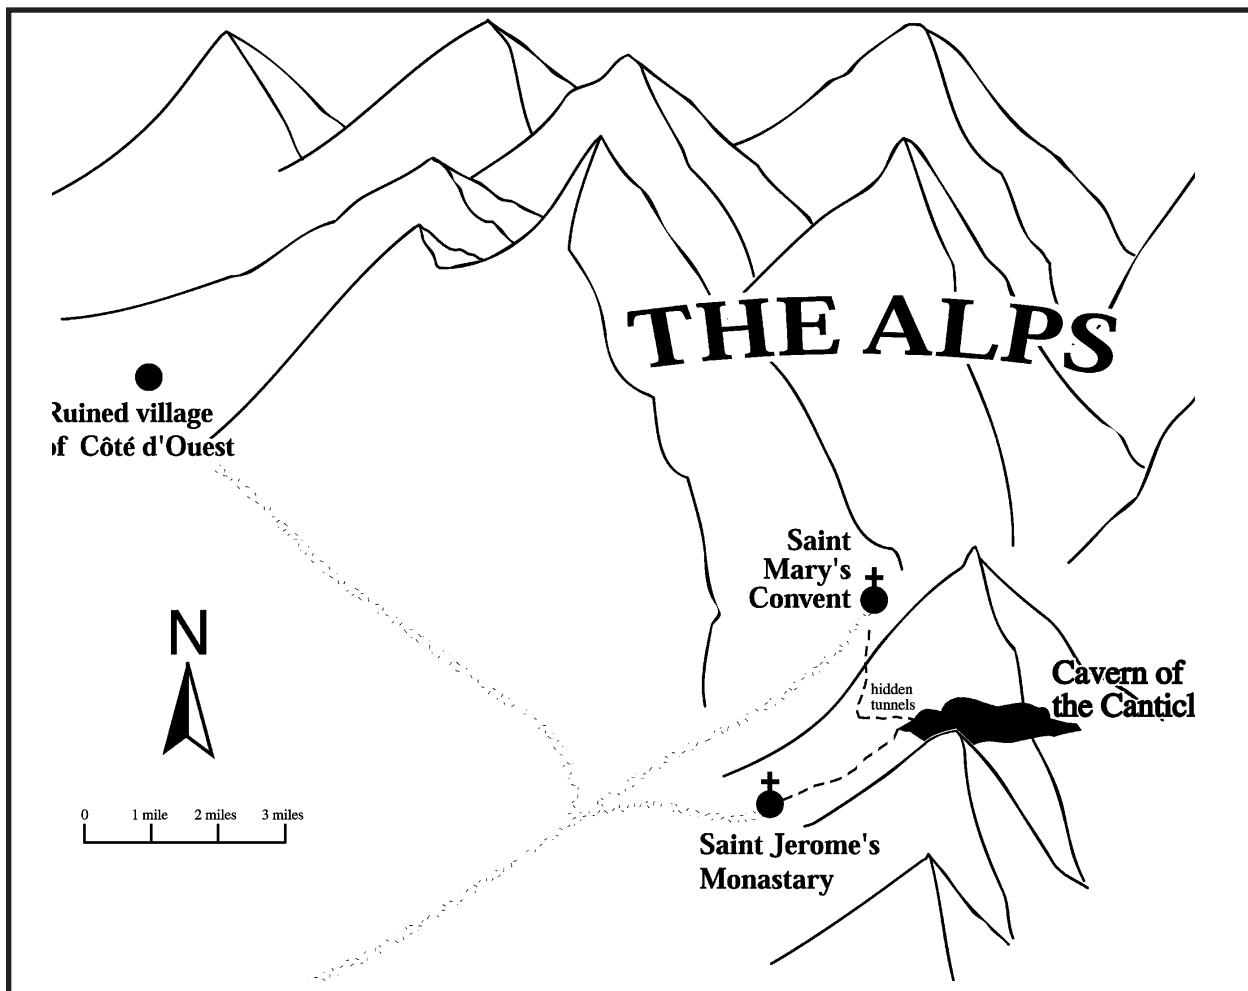 THE ALPS
Ruined village
of Côté d'Ouest
Saint
Mary's
Convent
N
hidden
tunnels
Cavern of
the Canticl
0 1 mile 2 miles 3 miles
Saint Jerome's
Monastary